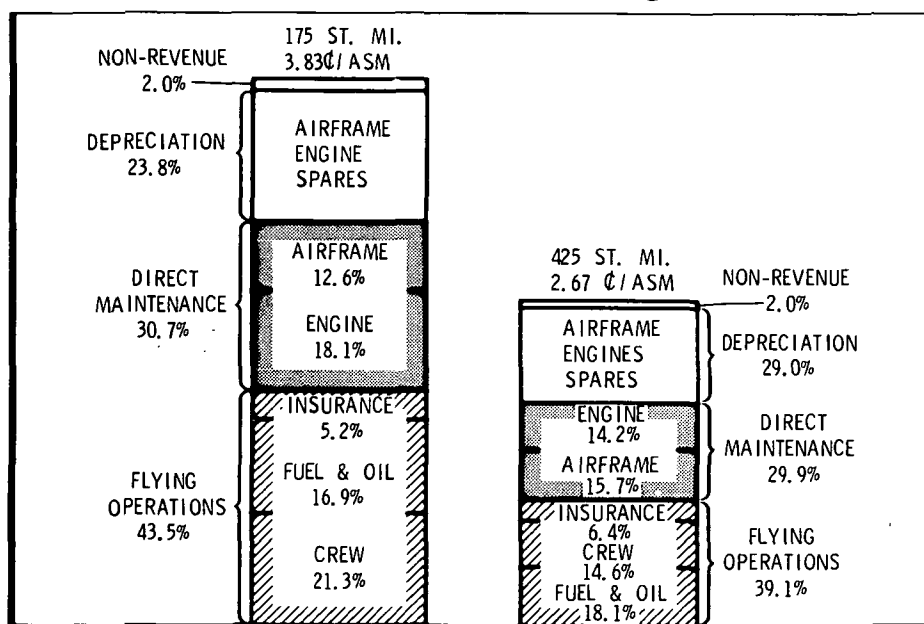 175 ST. MI.
3.83¢/ASM
NON-REVENUE
2.0%
DEPRECIATION
23.8%
AIRFRAME
ENGINE
SPARES
DIRECT
MAINTENANCE
30.7%
AIRFRAME
12.6%
ENGINE
18.1%
FLYING
OPERATIONS
43.5%
INSURANCE
5.2%
FUEL & OIL
16.9%
CREW
21.3%
425 ST. MI.
2.67 ¢/ASM
NON-REVENUE
2.0%
AIRFRAME
ENGINES
SPARES
DEPRECIATION
29.0%
ENGINE
14.2%
AIRFRAME
15.7%
DIRECT
MAINTENANCE
29.9%
INSURANCE
6.4%
CREW
14.6%
FUEL & OIL
18.1%
FLYING
OPERATIONS
39.1%